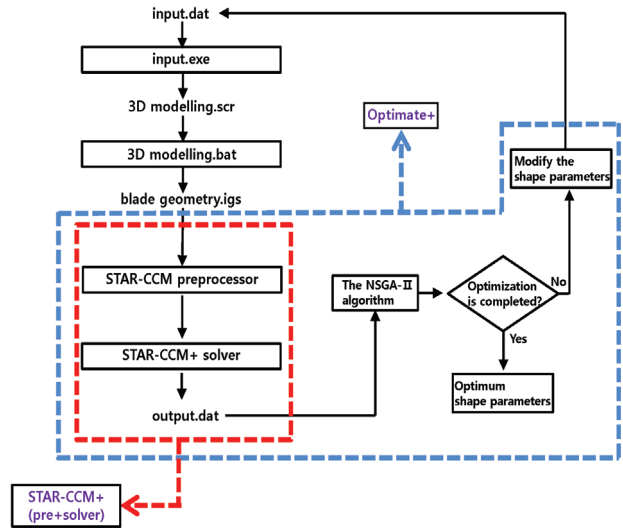 input.dat
input.exe
3D modelling.scr
3D modelling.bat
blade geometry.igs
STAR-CCM preprocessor
STAR-CCM+ solver
output.dat
STAR-CCM+
(pre+solver)
Optimate+
The NSGA-II
algorithm
Optimization
is completed?
No
Yes
Modify the
shape parameters
Optimum
shape parameters